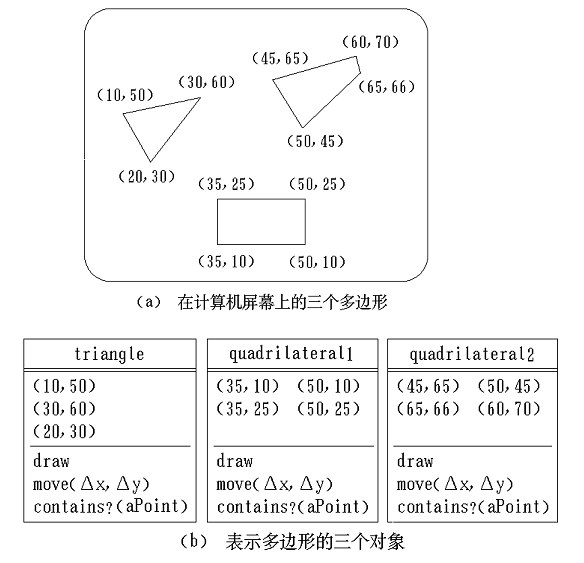 (60,70)
(45,65)
(30,60)
(65,66)
(10,50)
(50,45)
(20,30)
(35,25) (50,25)
(35,10) (50,10)
(a) 在计算机屏幕上的三个多边形
triangle
(10,50)
(30,60)
(20,30)
draw
move(Δx,Δy)
contains?(aPoint)
quadrilateral1
(35,10) (50,10)
(35,25) (50,25)
draw
move(Δx,Δy)
contains?(aPoint)
quadrilateral2
(45,65) (50,45)
(65,66) (60,70)
draw
move(Δx,Δy)
contains?(aPoint)
(b) 表示多边形的三个对象